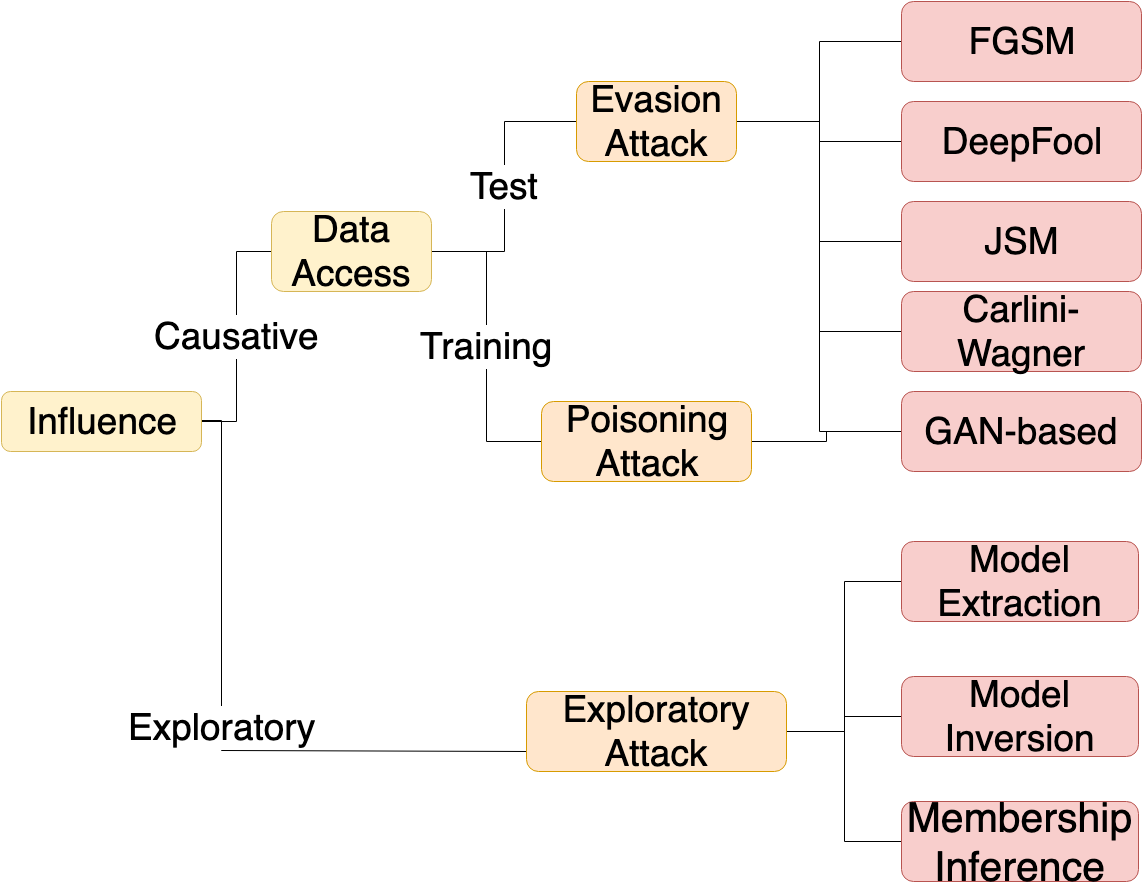 FGSM
Evasion
Attack
DeepFool
Test
Data
Access
JSM
Causative
Training
Carlini-
Wagner
Influence
Poisoning
Attack
GAN-based
Model
Extraction
Exploratory
Exploratory
Attack
Model
Inversion
Membership
Inference